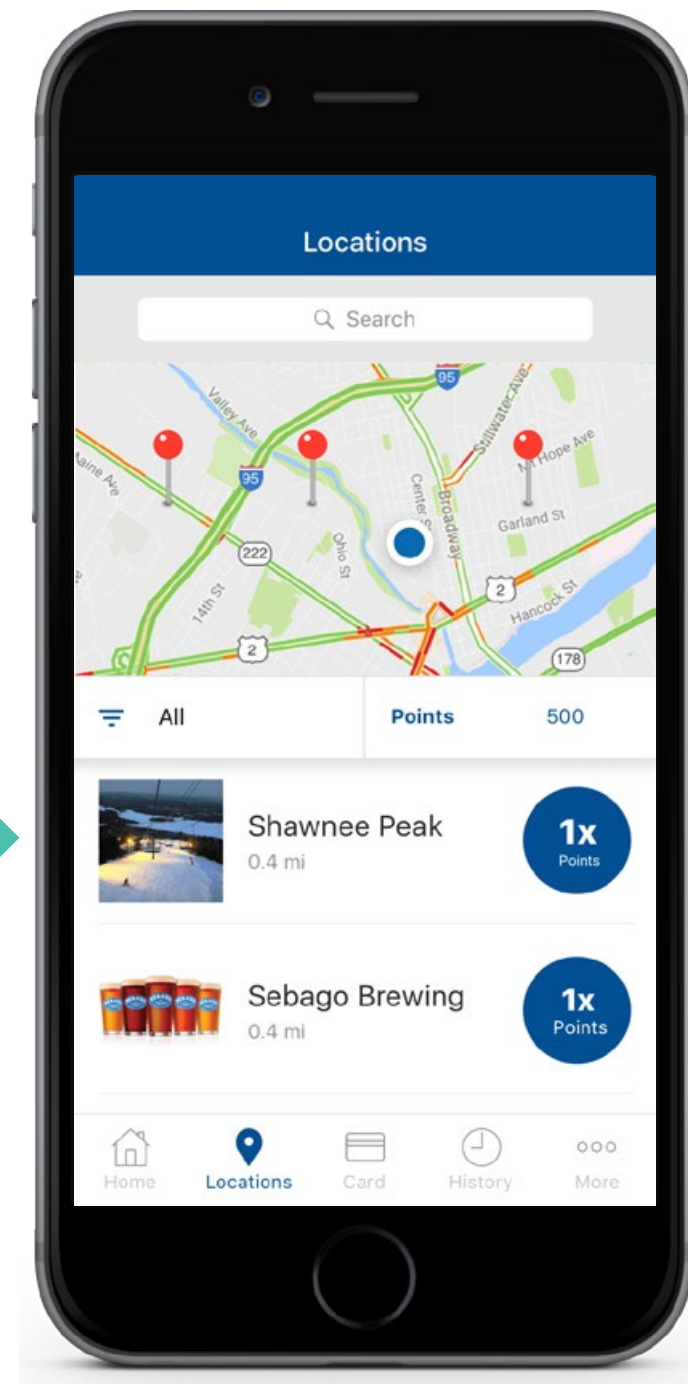 Locations
Search
95
Valley Ave
Stillwater Ave
Mt Hope Ave
aine Ave
95
Center S
Broadway
Garland St
222
Ohio St
14th St
2
Hancock St
2
178
All
Points 500
Shawnee Peak
0.4 mi
1x
Points
Sebago Brewing
0.4 mi
1x
Points
Home Locations Card History More